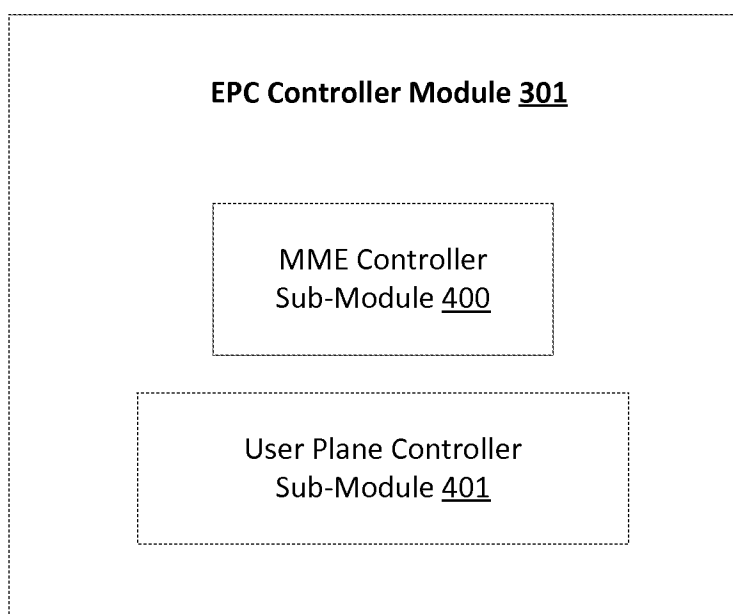 EPC Controller Module 301
MME Controller
Sub-Module 400
User Plane Controller
Sub-Module 401